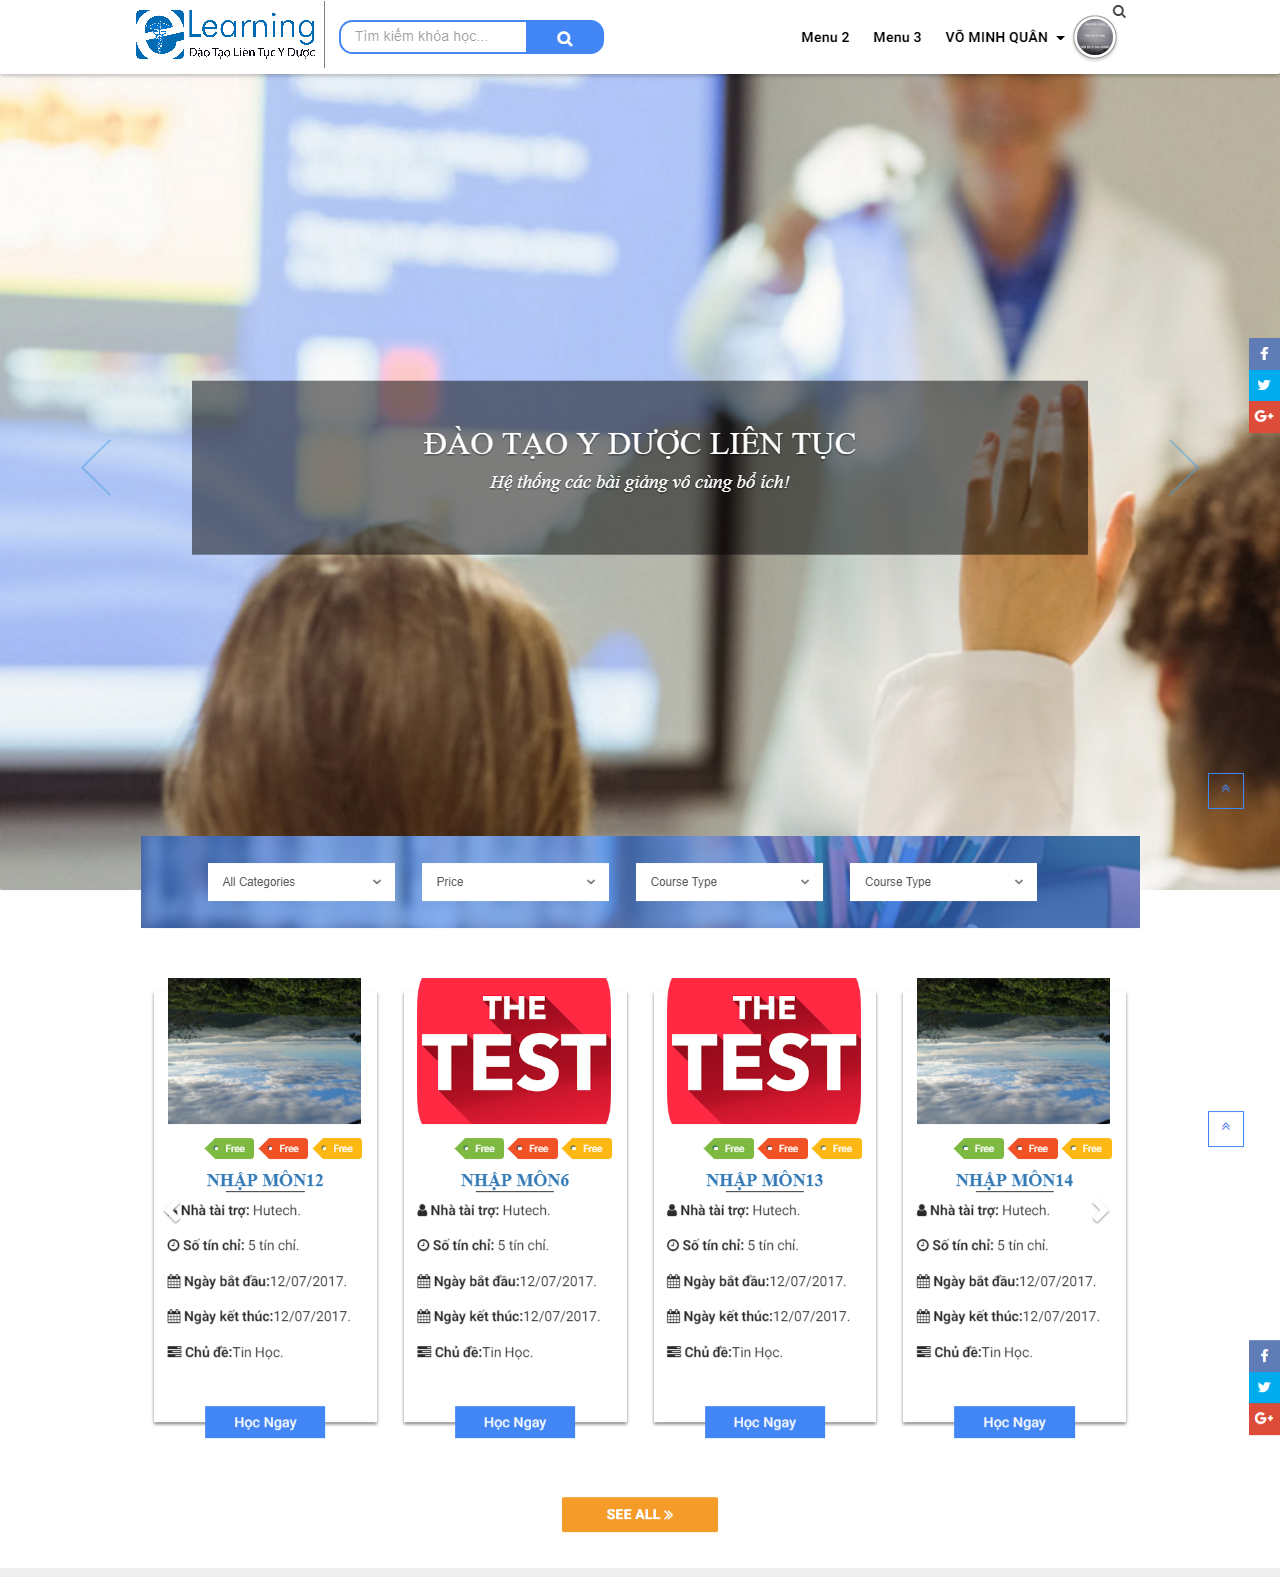 eLearning
Đào Tạo Liên Tục Y Dược
Tìm kiếm khóa học...
Menu 2
Menu 3
VÕ MINH QUÂN
ĐÀO TẠO Y DƯỢC LIÊN TỤC
Hệ thống các bài giảng vô cùng bổ ích!
All Categories
Price
Course Type
Course Type
THE TEST
THE TEST
Free Free Free
Free Free Free
Free Free Free
Free Free Free
NHẬP MÔN12
NHẬP MÔN6
NHẬP MÔN13
NHẬP MÔN14
Nhà tài trợ: Hutech.
Nhà tài trợ: Hutech.
Nhà tài trợ: Hutech.
Nhà tài trợ: Hutech.
Số tín chỉ: 5 tín chỉ.
Số tín chỉ: 5 tín chỉ.
Số tín chỉ: 5 tín chỉ.
Số tín chỉ: 5 tín chỉ.
Ngày bắt đầu:12/07/2017.
Ngày bắt đầu:12/07/2017.
Ngày bắt đầu:12/07/2017.
Ngày bắt đầu:12/07/2017.
Ngày kết thúc:12/07/2017.
Ngày kết thúc:12/07/2017.
Ngày kết thúc:12/07/2017.
Ngày kết thúc:12/07/2017.
Chủ đề:Tin Học.
Chủ đề:Tin Học.
Chủ đề:Tin Học.
Chủ đề:Tin Học.
Học Ngay
Học Ngay
Học Ngay
Học Ngay
SEE ALL »